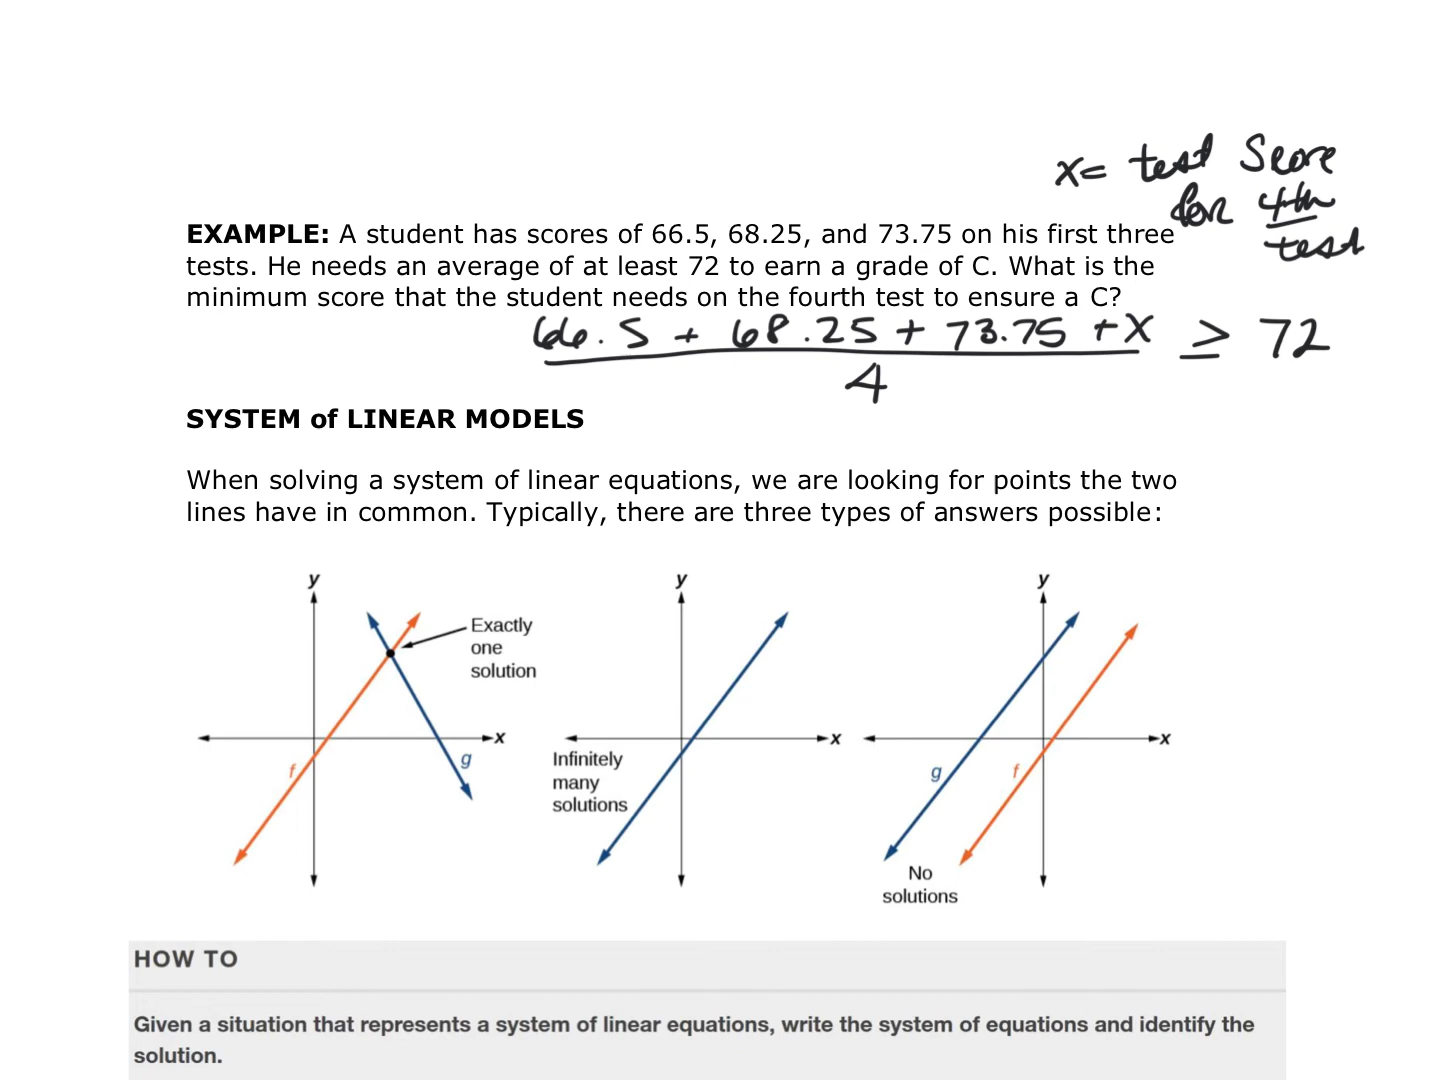 x= test Score
for 4th
test
EXAMPLE: A student has scores of 66.5, 68.25, and 73.75 on his first three
tests. He needs an average of at least 72 to earn a grade of C. What is the
minimum score that the student needs on the fourth test to ensure a C?
66.5 + 68.25 + 73.75 + x ≥ 72
4
SYSTEM of LINEAR MODELS
When solving a system of linear equations, we are looking for points the two
lines have in common. Typically, there are three types of answers possible:
y
Exactly
one
solution
x
f
g
y
x
Infinitely
many
solutions
y
x
g
f
No
solutions
HOW TO
Given a situation that represents a system of linear equations, write the system of equations and identify the
solution.